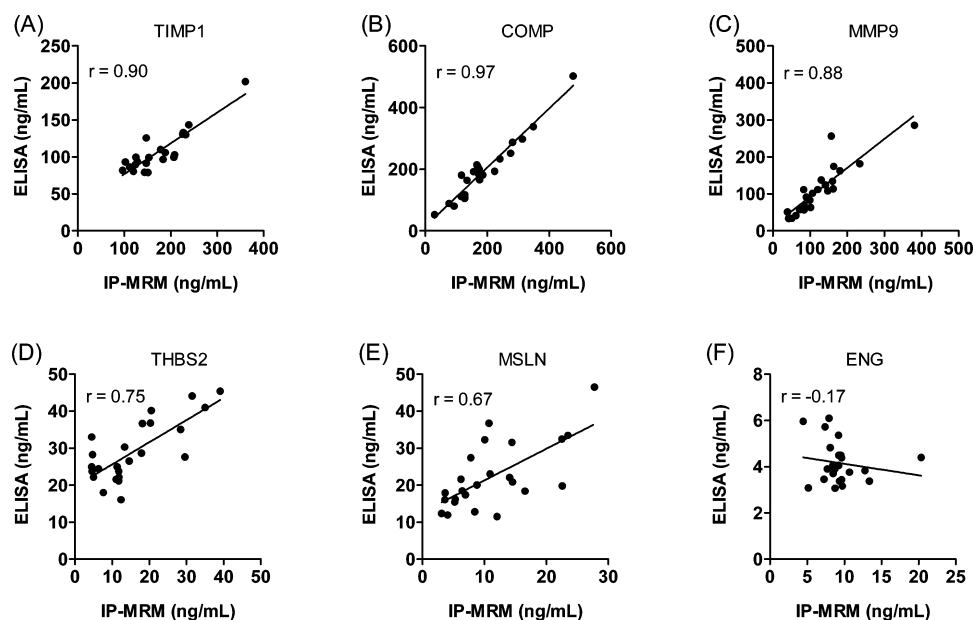 (A)
TIMP1
250
200
150
100
50
0
r = 0.90
ELISA (ng/mL)
0 100 200 300 400
IP-MRM (ng/mL)
(B)
COMP
600
400
200
0
r = 0.97
ELISA (ng/mL)
0 200 400 600
IP-MRM (ng/mL)
(C)
MMP9
500
400
300
200
100
0
r = 0.88
ELISA (ng/mL)
0 100 200 300 400 500
IP-MRM (ng/mL)
(D)
THBS2
50
40
30
20
10
0
r = 0.75
ELISA (ng/mL)
0 10 20 30 40 50
IP-MRM (ng/mL)
(E)
MSLN
50
40
30
20
10
0
r = 0.67
ELISA (ng/mL)
0 10 20 30
IP-MRM (ng/mL)
(F)
ENG
8
6
4
2
0
r = -0.17
ELISA (ng/mL)
0 5 10 15 20 25
IP-MRM (ng/mL)